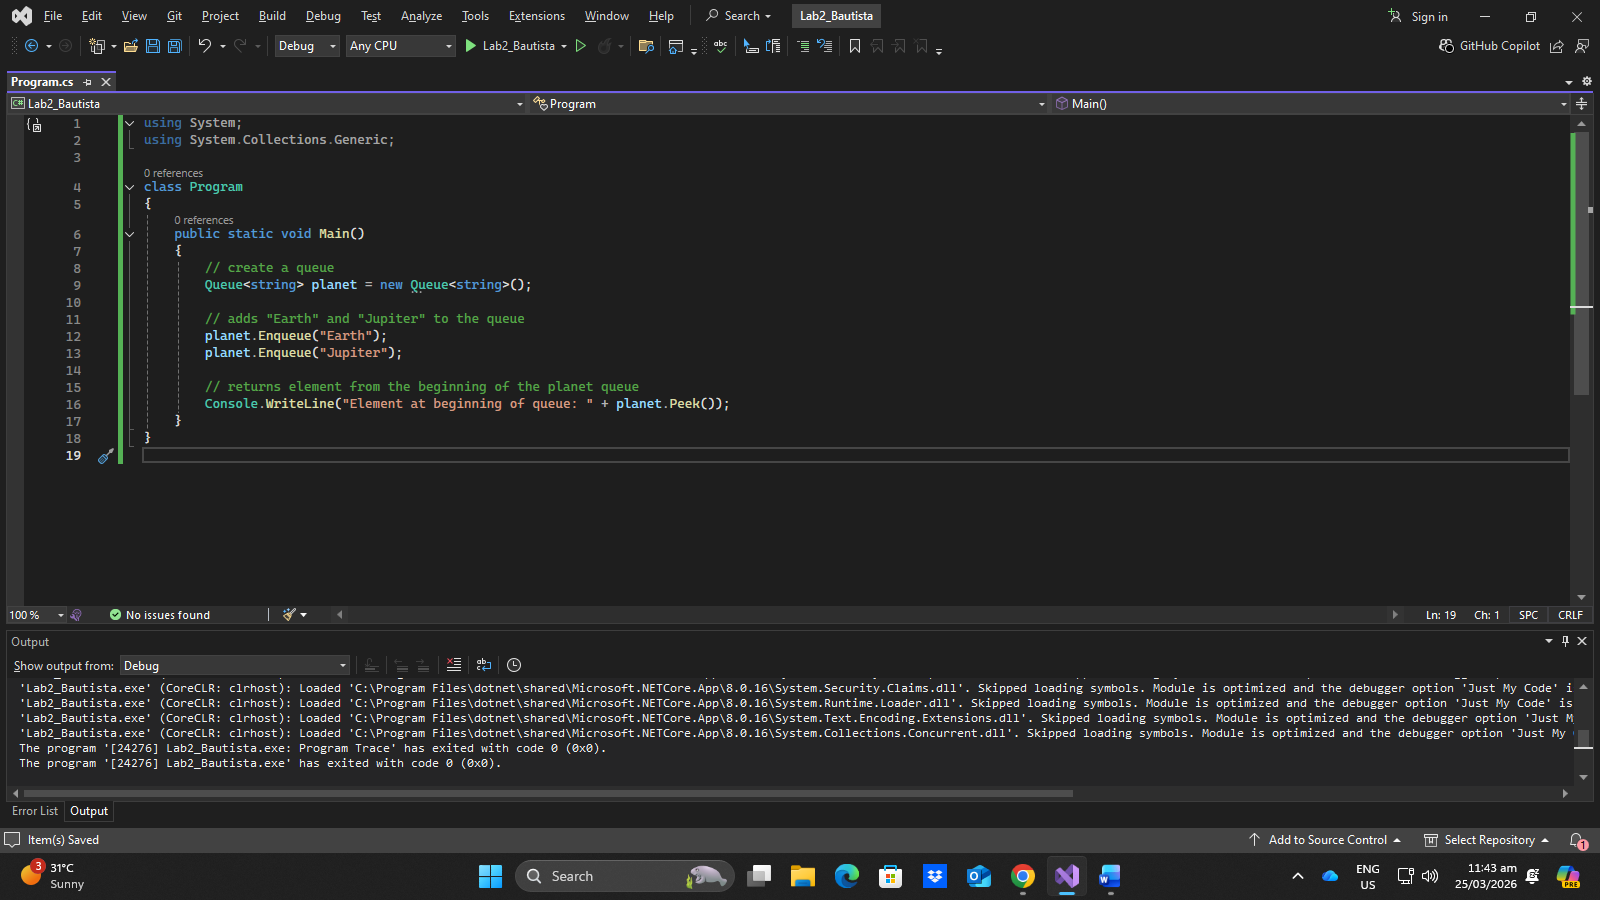 File Edit View Git Project Build Debug Test Analyze Tools Extensions Window Help Search Lab2_Bautista Sign in
Debug Any CPU Lab2_Bautista GitHub Copilot
Program.cs
C# Lab2_Bautista Program Main()
1 using System;
2 using System.Collections.Generic;
3
0 references
4 class Program
5 {
0 references
6 public static void Main()
7 {
8 // create a queue
9 Queue<string> planet = new Queue<string>();
10
11 // adds "Earth" and "Jupiter" to the queue
12 planet.Enqueue("Earth");
13 planet.Enqueue("Jupiter");
14
15 // returns element from the beginning of the planet queue
16 Console.WriteLine("Element at beginning of queue: " + planet.Peek());
17 }
18 }
19
100 % No issues found Ln: 19 Ch: 1 SPC CRLF
Output
Show output from: Debug
'Lab2_Bautista.exe' (CoreCLR: clrhost): Loaded 'C:\Program Files\dotnet\shared\Microsoft.NETCore.App\8.0.16\System.Security.Claims.dll'. Skipped loading symbols. Module is optimized and the debugger option 'Just My Code' i
'Lab2_Bautista.exe' (CoreCLR: clrhost): Loaded 'C:\Program Files\dotnet\shared\Microsoft.NETCore.App\8.0.16\System.Runtime.Loader.dll'. Skipped loading symbols. Module is optimized and the debugger option 'Just My Code' is
'Lab2_Bautista.exe' (CoreCLR: clrhost): Loaded 'C:\Program Files\dotnet\shared\Microsoft.NETCore.App\8.0.16\System.Text.Encoding.Extensions.dll'. Skipped loading symbols. Module is optimized and the debugger option 'Just M
'Lab2_Bautista.exe' (CoreCLR: clrhost): Loaded 'C:\Program Files\dotnet\shared\Microsoft.NETCore.App\8.0.16\System.Collections.Concurrent.dll'. Skipped loading symbols. Module is optimized and the debugger option 'Just My
The program '[24276] Lab2_Bautista.exe: Program Trace' has exited with code 0 (0x0).
The program '[24276] Lab2_Bautista.exe' has exited with code 0 (0x0).
Error List Output
Item(s) Saved Add to Source Control Select Repository 1
3 31°C
Sunny
Search
ENG
US
11:43 am
25/03/2026
PRE